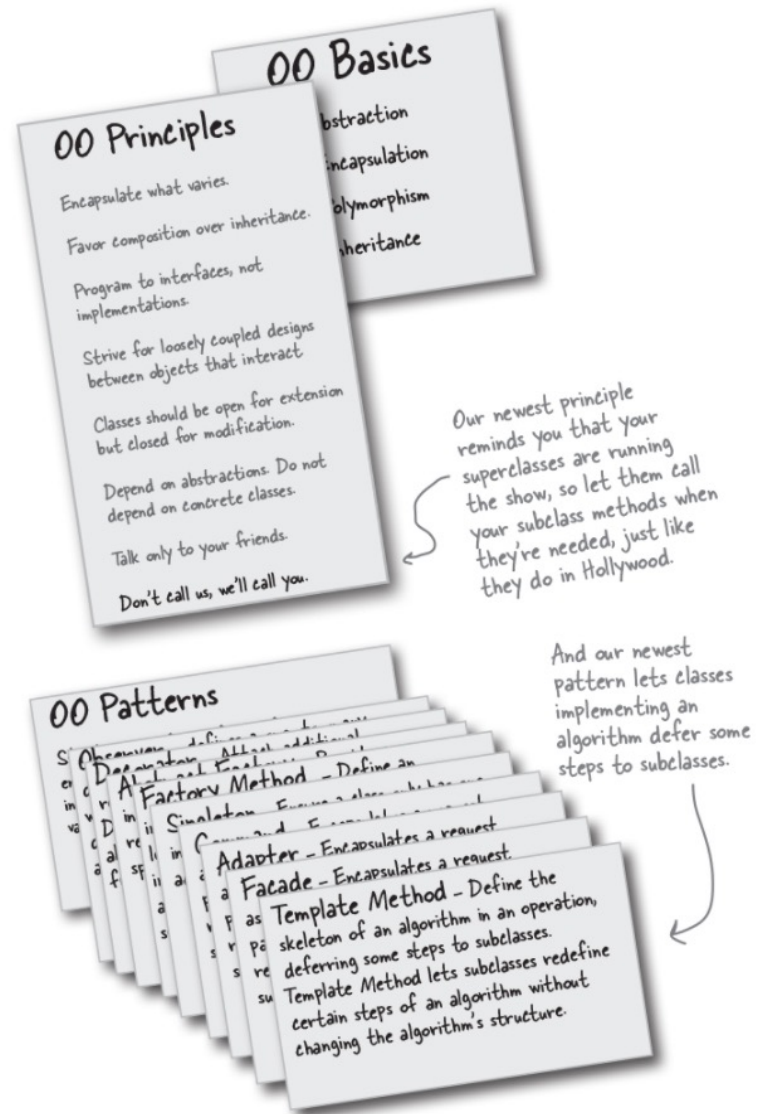 OO Basics
bstraction
ncapsulation
olymorphism
nheritance
OO Principles
Encapsulate what varies.
Favor composition over inheritance.
Program to interfaces, not
implementations.
Strive for loosely coupled designs
between objects that interact
Classes should be open for extension
but closed for modification.
Depend on abstractions. Do not
depend on concrete classes.
Talk only to your friends.
Don't call us, we'll call you.
Our newest principle
reminds you that your
superclasses are running
the show, so let them call
your subclass methods when
they're needed, just like
they do in Hollywood.
OO Patterns
Factory Method - Define an
Adapter - Encapsulates a request
Facade - Encapsulates a request
Template Method - Define the
skeleton of an algorithm in an operation,
deferring some steps to subclasses.
Template Method lets subclasses redefine
certain steps of an algorithm without
changing the algorithm's structure.
And our newest
pattern lets classes
implementing an
algorithm defer some
steps to subclasses.